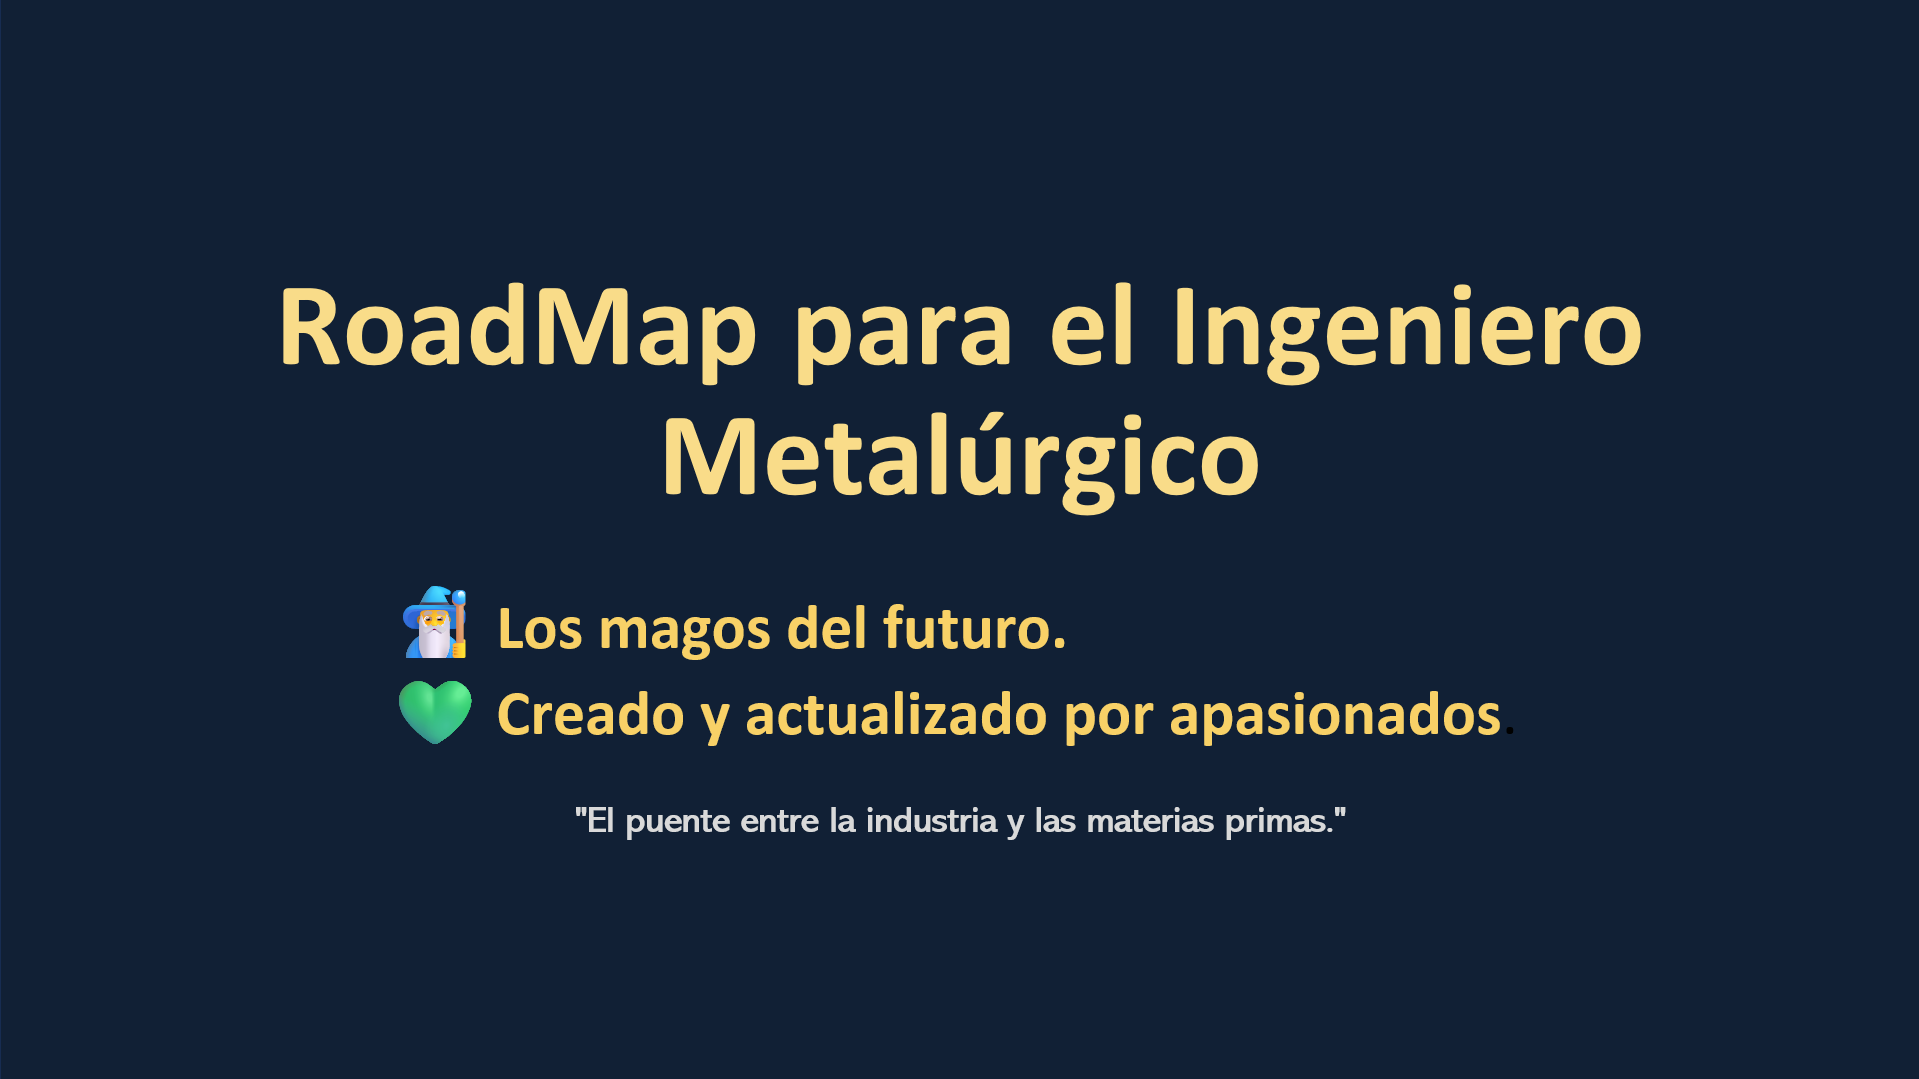 RoadMap para el Ingeniero
Metalúrgico
Los magos del futuro.
Creado y actualizado por apasionados.
"El puente entre la industria y las materias primas."